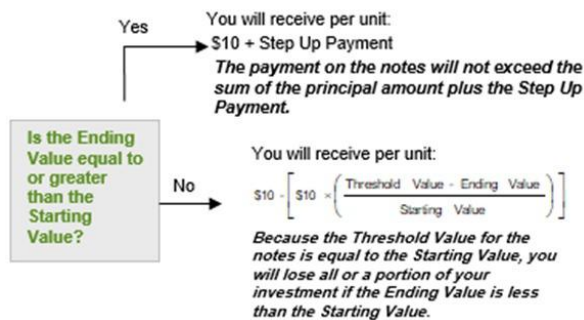 Yes
You will receive per unit:
$10 + Step Up Payment
The payment on the notes will not exceed the
sum of the principal amount plus the Step Up
Payment.
Is the Ending
Value equal to
or greater
than the
Starting
Value?
No
You will receive per unit:
$10 - [ $10 × ( Threshold Value - Ending Value
Starting Value ) ]
Because the Threshold Value for the
notes is equal to the Starting Value, you
will lose all or a portion of your
investment if the Ending Value is less
than the Starting Value.